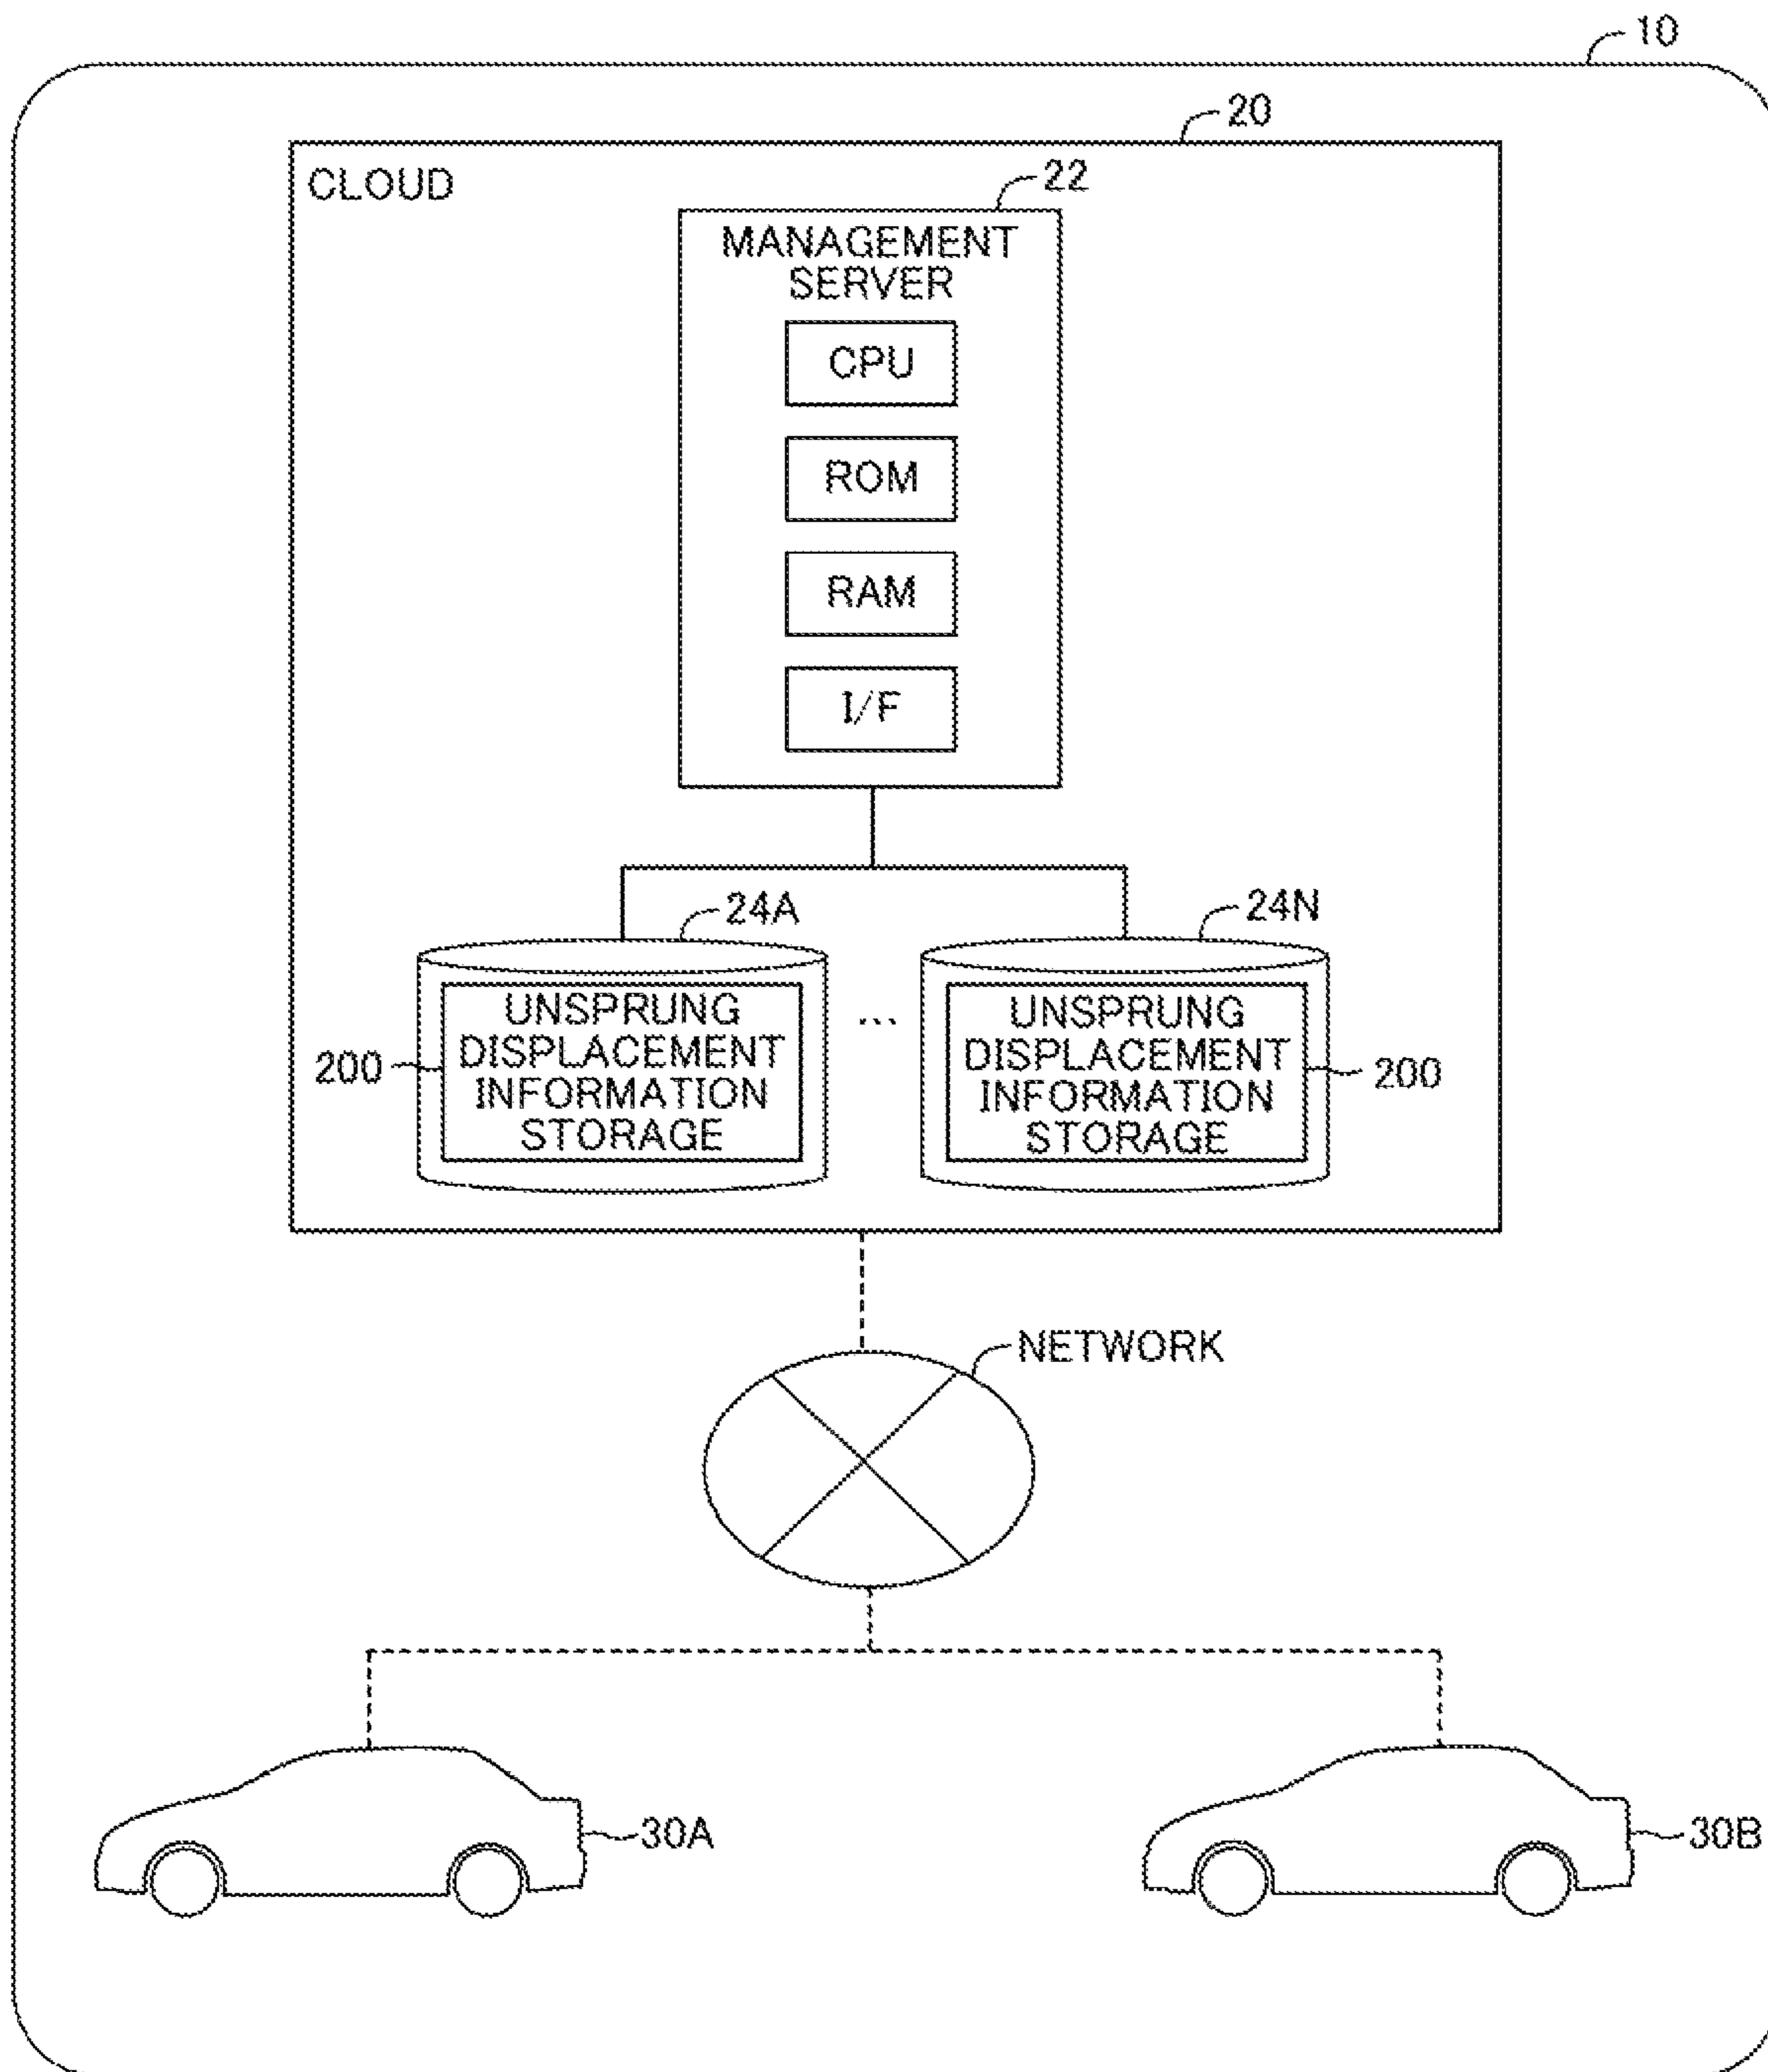 10
20
CLOUD
22
MANAGEMENT
SERVER
CPU
ROM
RAM
I/F
24A
24N
UNSPRUNG
DISPLACEMENT
INFORMATION
STORAGE
200
...
UNSPRUNG
DISPLACEMENT
INFORMATION
STORAGE
200
NETWORK
30A
30B